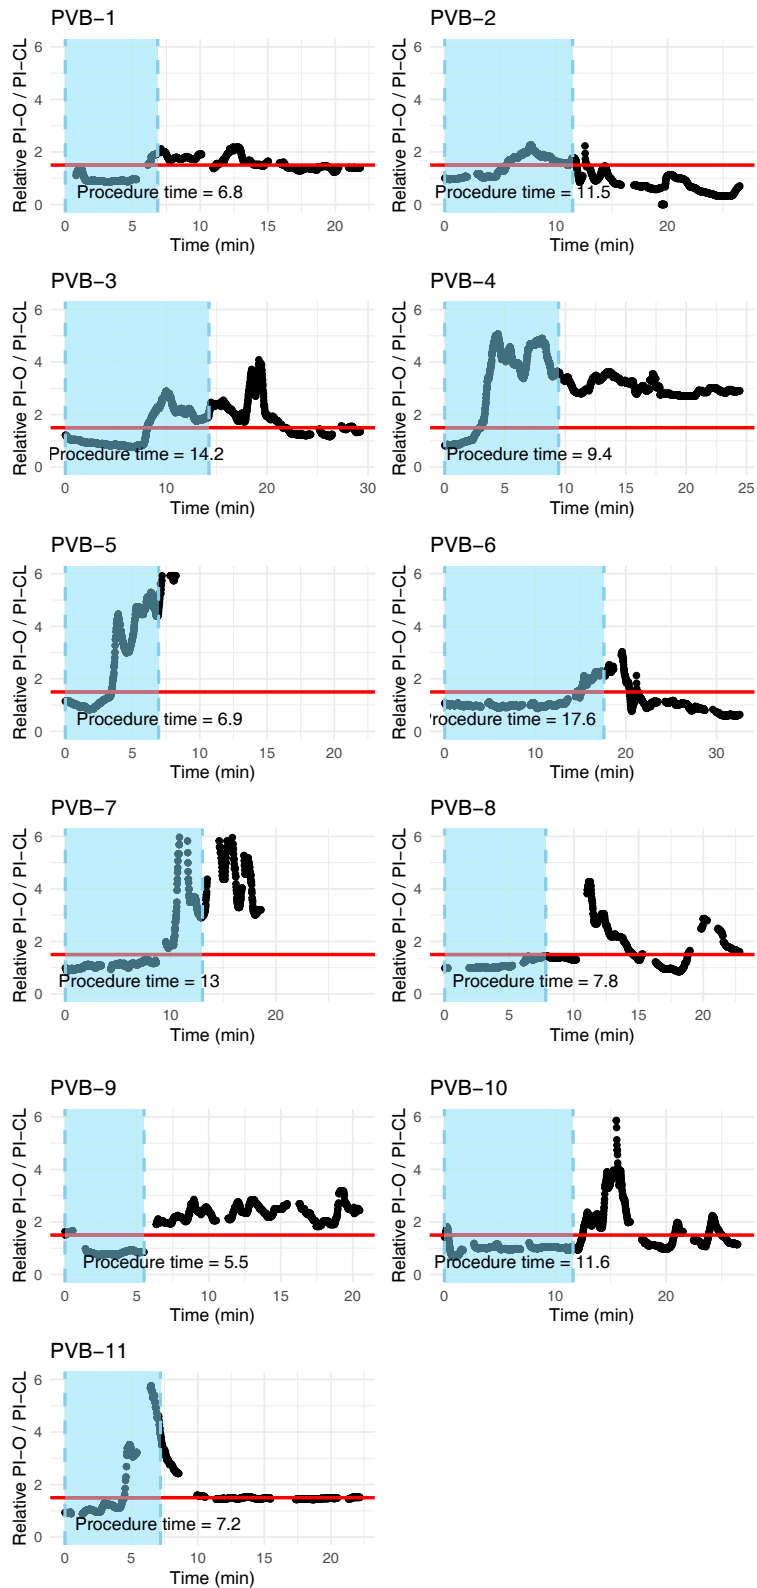 PVB−1
Relative PI−O / PI−CL
6
4
2
0
Procedure time = 6.8
0 5 10 15 20
Time (min)
PVB−2
Relative PI−O / PI−CL
6
4
2
0
Procedure time = 11.5
0 10 20
Time (min)
PVB−3
Relative PI−O / PI−CL
6
4
2
0
Procedure time = 14.2
0 10 20 30
Time (min)
PVB−4
Relative PI−O / PI−CL
6
4
2
0
Procedure time = 9.4
0 5 10 15 20 25
Time (min)
PVB−5
Relative PI−O / PI−CL
6
4
2
0
Procedure time = 6.9
0 5 10 15 20
Time (min)
PVB−6
Relative PI−O / PI−CL
6
4
2
0
rocedure time = 17.6
0 10 20 30
Time (min)
PVB−7
Relative PI−O / PI−CL
6
4
2
0
Procedure time = 13
0 10 20
Time (min)
PVB−8
Relative PI−O / PI−CL
6
4
2
0
Procedure time = 7.8
0 5 10 15 20
Time (min)
PVB−9
Relative PI−O / PI−CL
6
4
2
0
Procedure time = 5.5
0 5 10 15 20
Time (min)
PVB−10
Relative PI−O / PI−CL
6
4
2
0
Procedure time = 11.6
0 10 20
Time (min)
PVB−11
Relative PI−O / PI−CL
6
4
2
0
Procedure time = 7.2
0 5 10 15 20
Time (min)